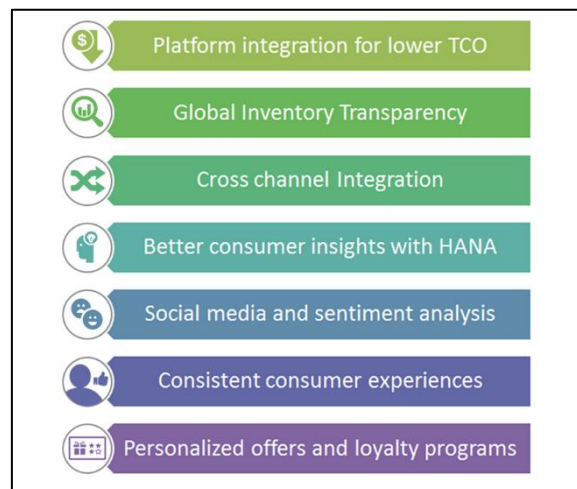 Platform integration for lower TCO
Global Inventory Transparency
Cross channel Integration
Better consumer insights with HANA
Social media and sentiment analysis
Consistent consumer experiences
Personalized offers and loyalty programs